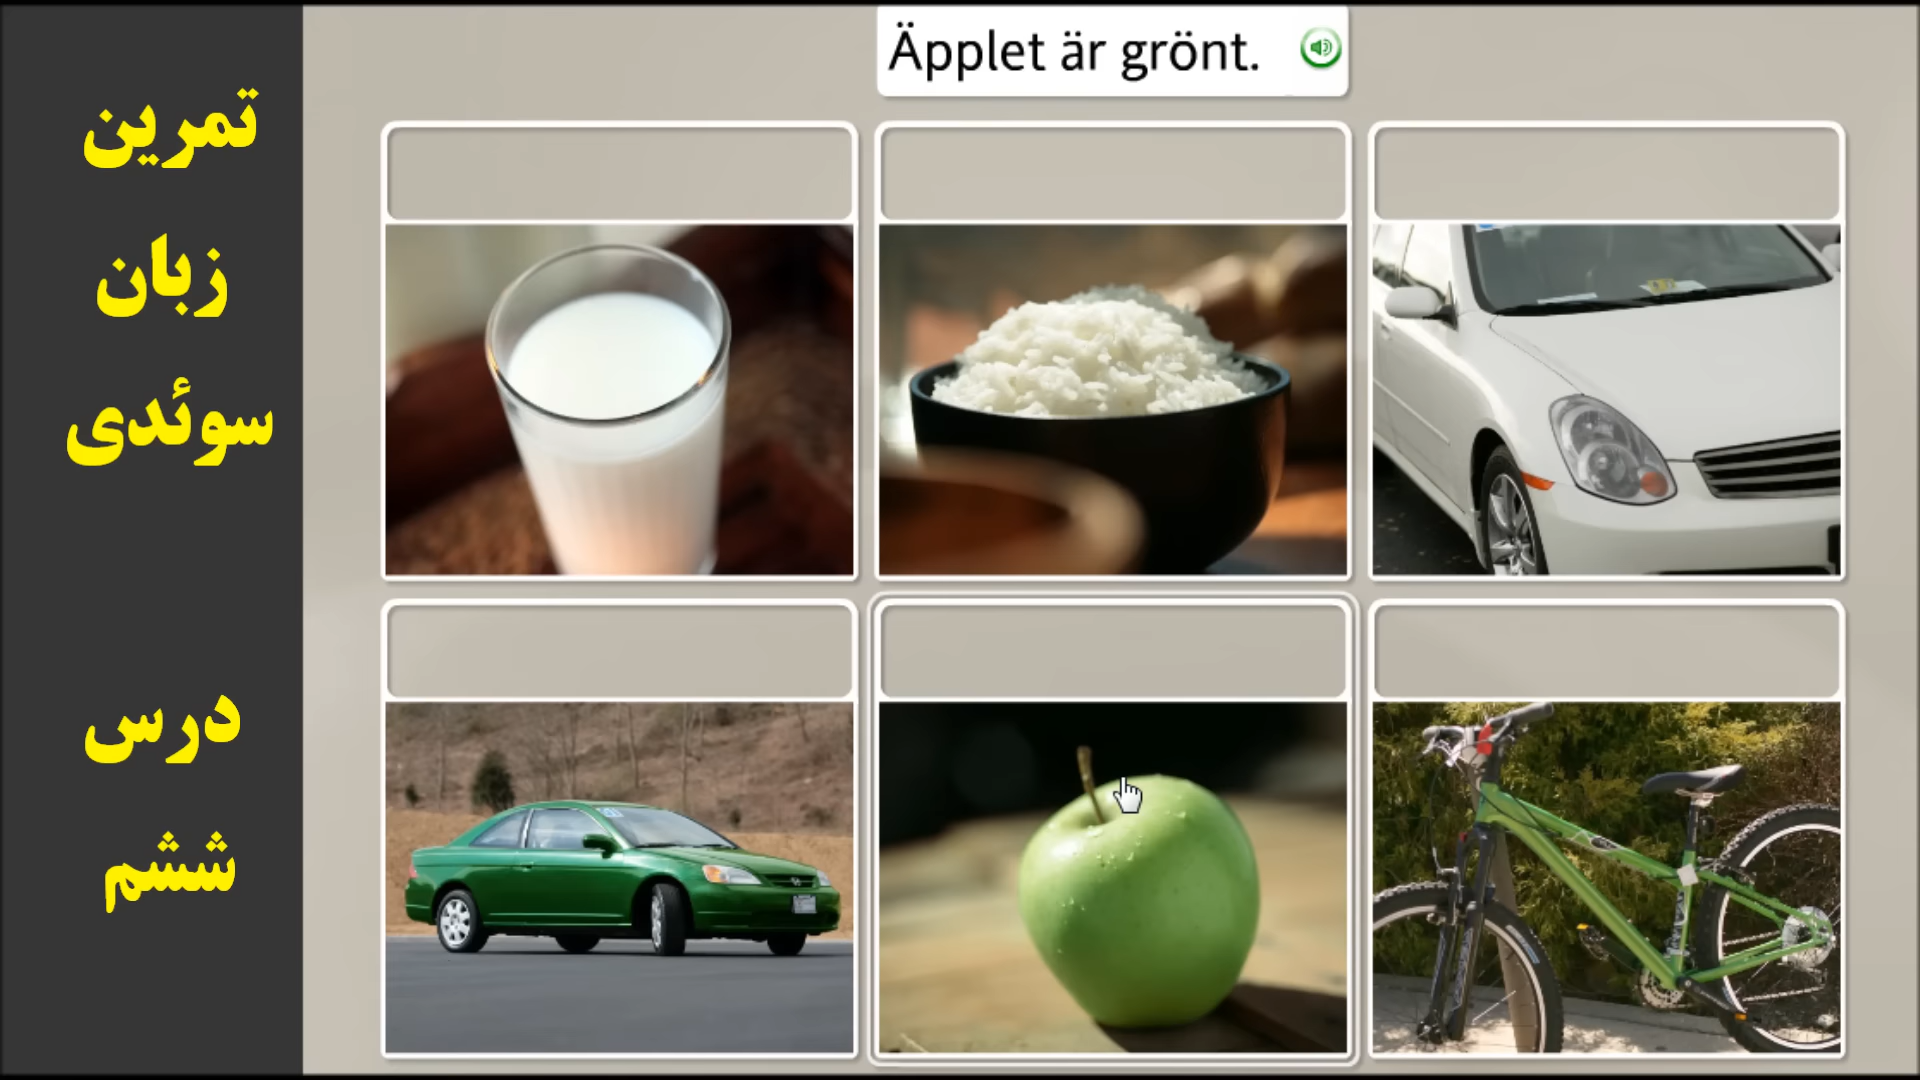 Äpplet är grönt.
تمرین
زبان
سوئدی
درس
ششم